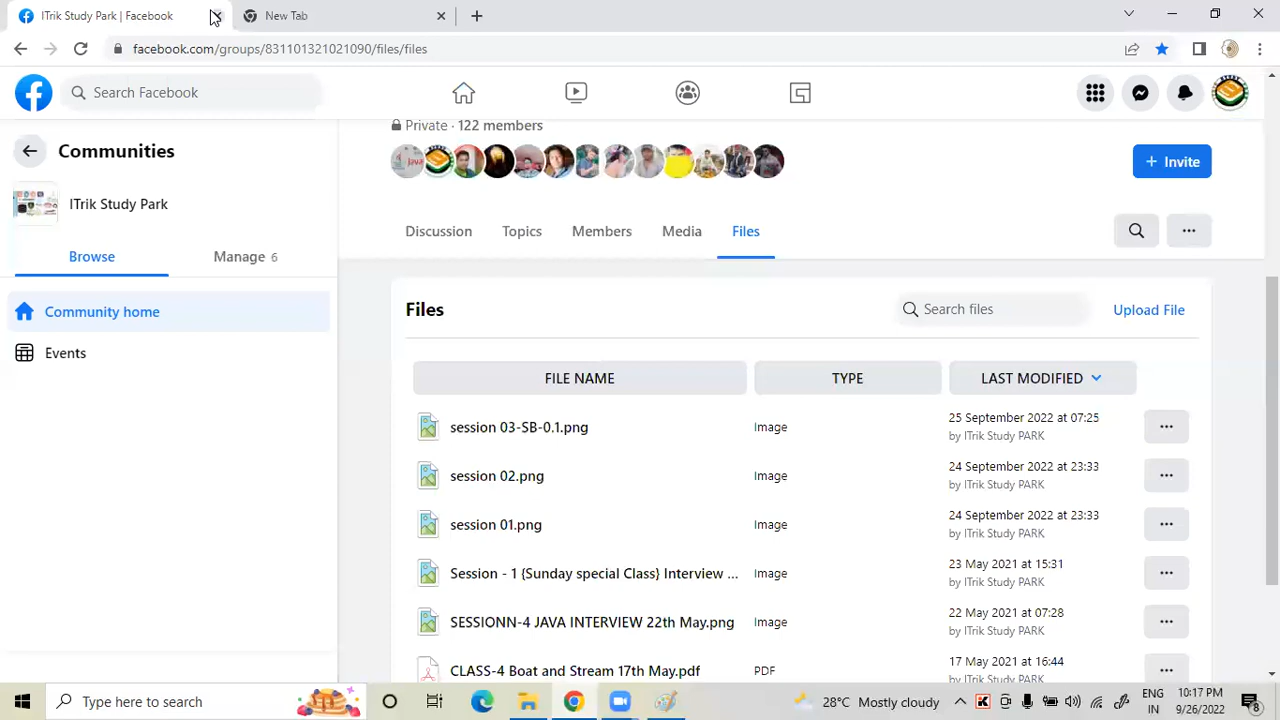 ITrik Study Park | Facebook
New Tab
facebook.com/groups/831101321021090/files/files
Search Facebook
Communities
Private · 122 members
Java
+ Invite
ITrik Study Park
Browse
Manage 6
Discussion
Topics
Members
Media
Files
Community home
Events
Files
Search files
Upload File
FILE NAME
TYPE
LAST MODIFIED
session 03-SB-0.1.png
Image
25 September 2022 at 07:25
by ITrik Study PARK
session 02.png
Image
24 September 2022 at 23:33
by ITrik Study PARK
session 01.png
Image
24 September 2022 at 23:33
by ITrik Study PARK
Session - 1 {Sunday special Class} Interview ...
Image
23 May 2021 at 15:31
by ITrik Study PARK
SESSIONN-4 JAVA INTERVIEW 22th May.png
Image
22 May 2021 at 07:28
by ITrik Study PARK
CLASS-4 Boat and Stream 17th May.pdf
PDF
17 May 2021 at 16:44
by ITrik Study PARK
Type here to search
28°C Mostly cloudy
ENG
IN
10:17 PM
9/26/2022
8